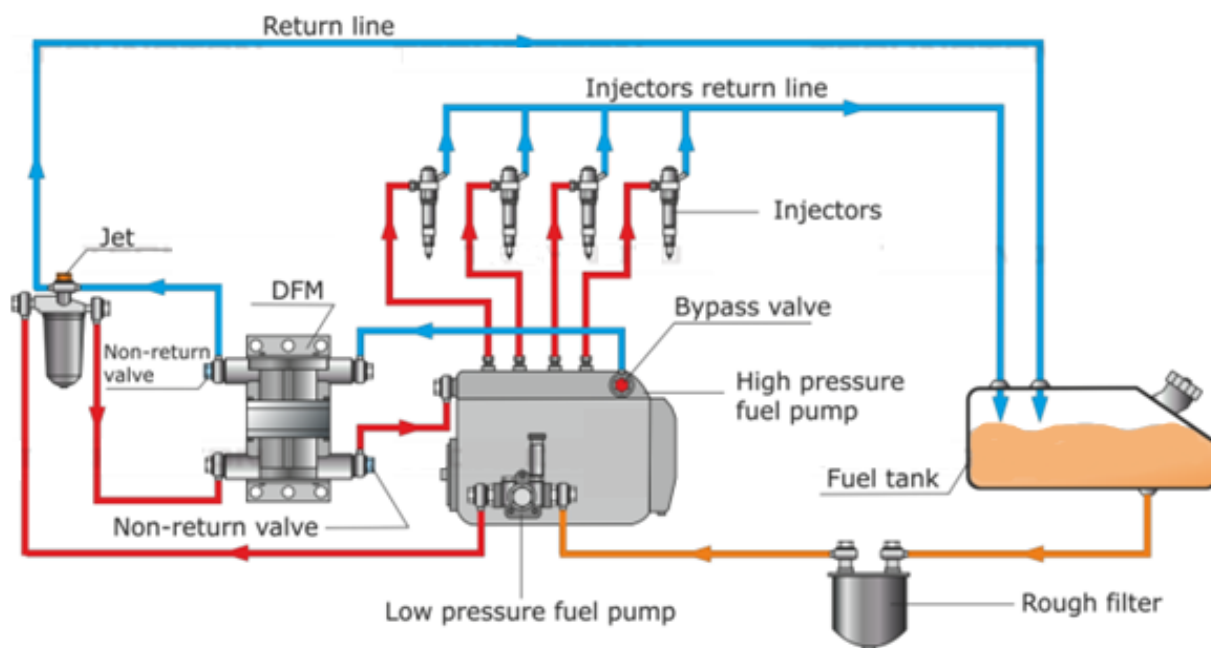 Return line
Injectors return line
Injectors
Jet
DFM
Bypass valve
Non-return
valve
High pressure
fuel pump
Fuel tank
Non-return valve
Low pressure fuel pump
Rough filter